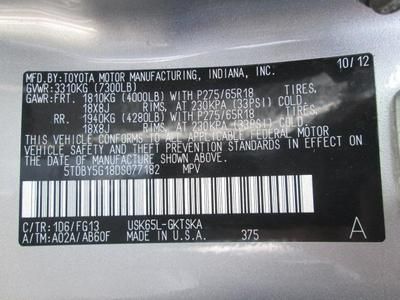 MFD. BY: TOYOTA MOTOR MANUFACTURING, INDIANA, INC. 10/12
GVWR: 3310KG (7300LB)
GAWR: FRT. 1810KG (4000LB) WITH P275/65R18 TIRES,
18X8J RIMS, AT 230KPA (33PSI) COLD.
RR. 1940KG (4280LB) WITH P275/65R18 TIRES,
18X8J RIMS, AT 230KPA (33PSI) COLD.
THIS VEHICLE CONFORMS TO ALL APPLICABLE FEDERAL MOTOR
VEHICLE SAFETY AND THEFT PREVENTION STANDARDS IN
EFFECT ON THE DATE OF MANUFACTURE SHOWN ABOVE.
5TDBY5G18DS077182 MPV
C/TR: 1D6/FG13 USK65L-GKTSKA
A/TM: A02A/AB60F MADE IN U.S.A. 375 A